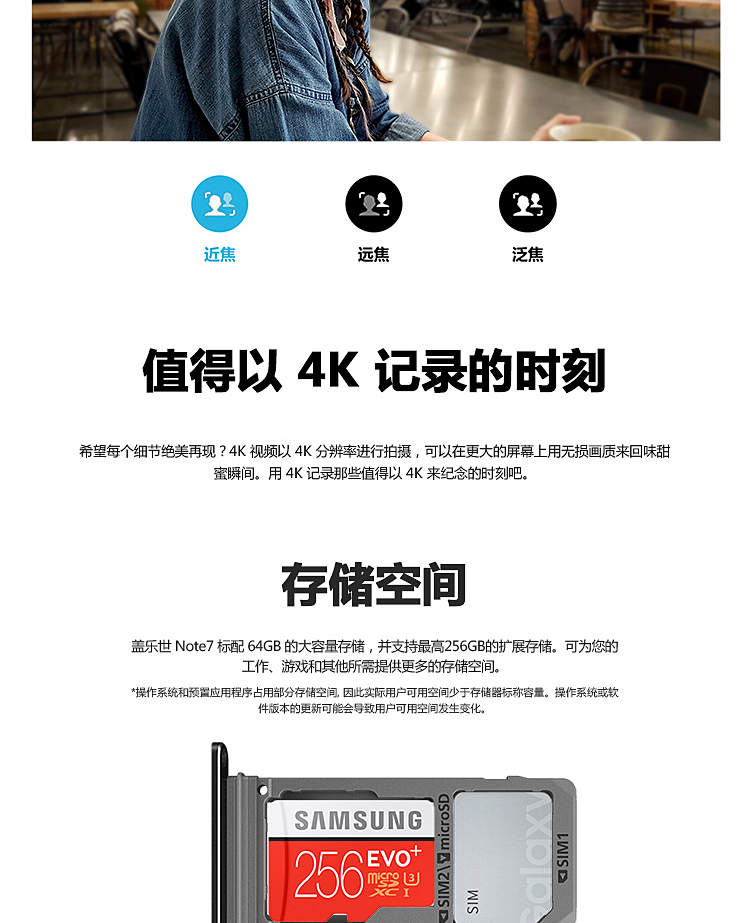 近焦 远焦 泛焦
值得以 4K 记录的时刻
希望每个细节绝美再现？4K 视频以 4K 分辨率进行拍摄，可以在更大的屏幕上用无损画质来回味甜
蜜瞬间。用 4K 记录那些值得以 4K 来纪念的时刻吧。
存储空间
盖乐世 Note7 标配 64GB 的大容量存储，并支持最高256GB的扩展存储。可为您的
工作、游戏和其他所需提供更多的存储空间。
*操作系统和预置应用程序占用部分存储空间, 因此实际用户可用空间少于存储器标称容量。操作系统或软
件版本的更新可能会导致用户可用空间发生变化。
SAMSUNG
256 EVO+
micro SD XC I U3
SIM2\microSD
SIM
galaxy
SIM1